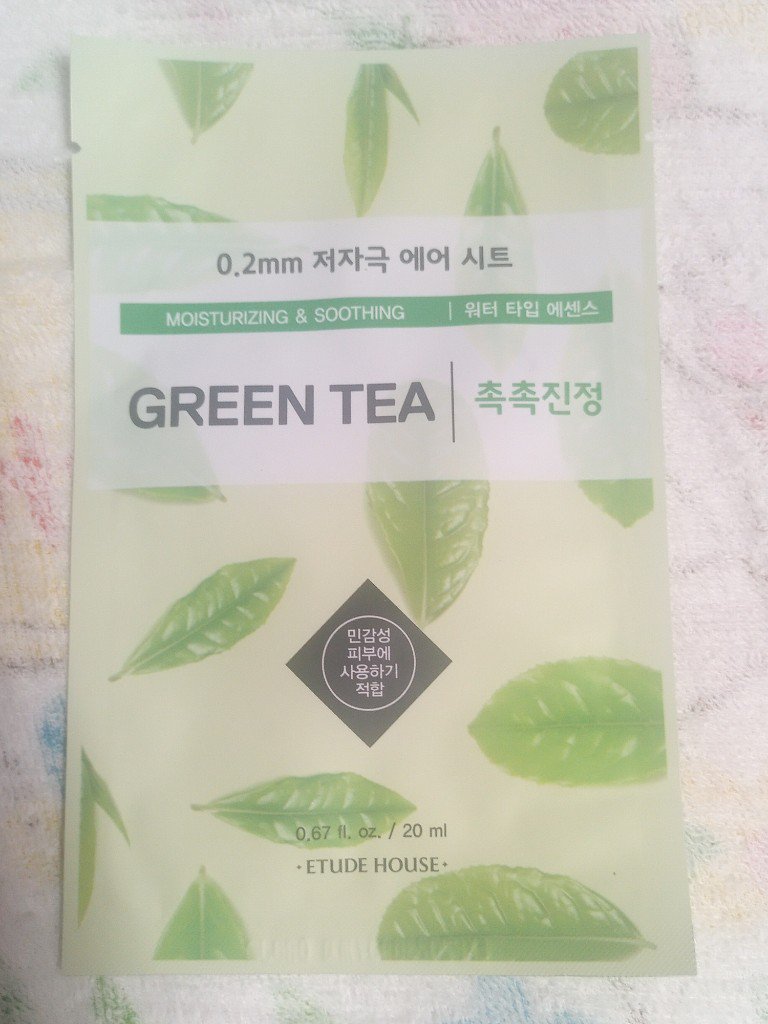 0.2mm 저자극 에어 시트
MOISTURIZING & SOOTHING | 워터 타입 에센스
GREEN TEA | 촉촉진정
민감성
피부에
사용하기
적합
0.67 fl. oz. / 20 ml
·ETUDE HOUSE·